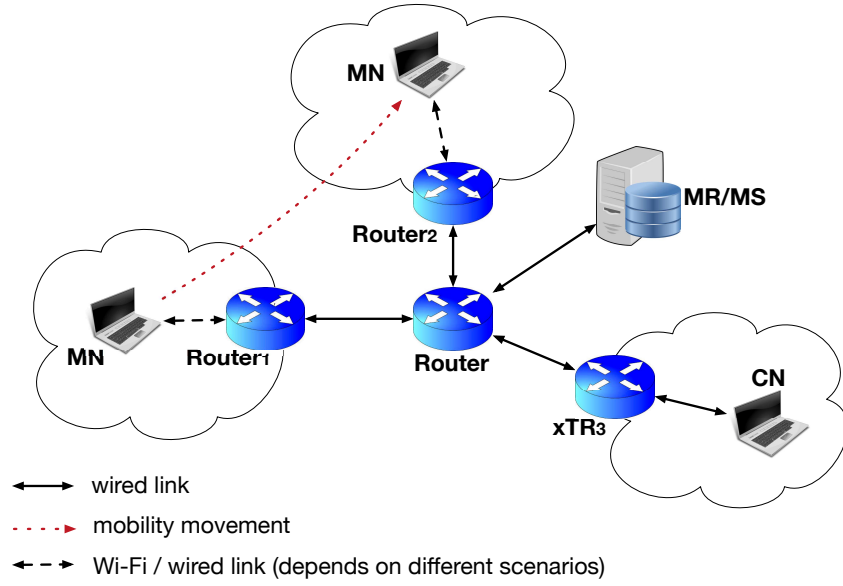 MN
MR/MS
Router2
MN
Router1
Router
CN
xTR3
wired link
mobility movement
Wi-Fi / wired link (depends on different scenarios)